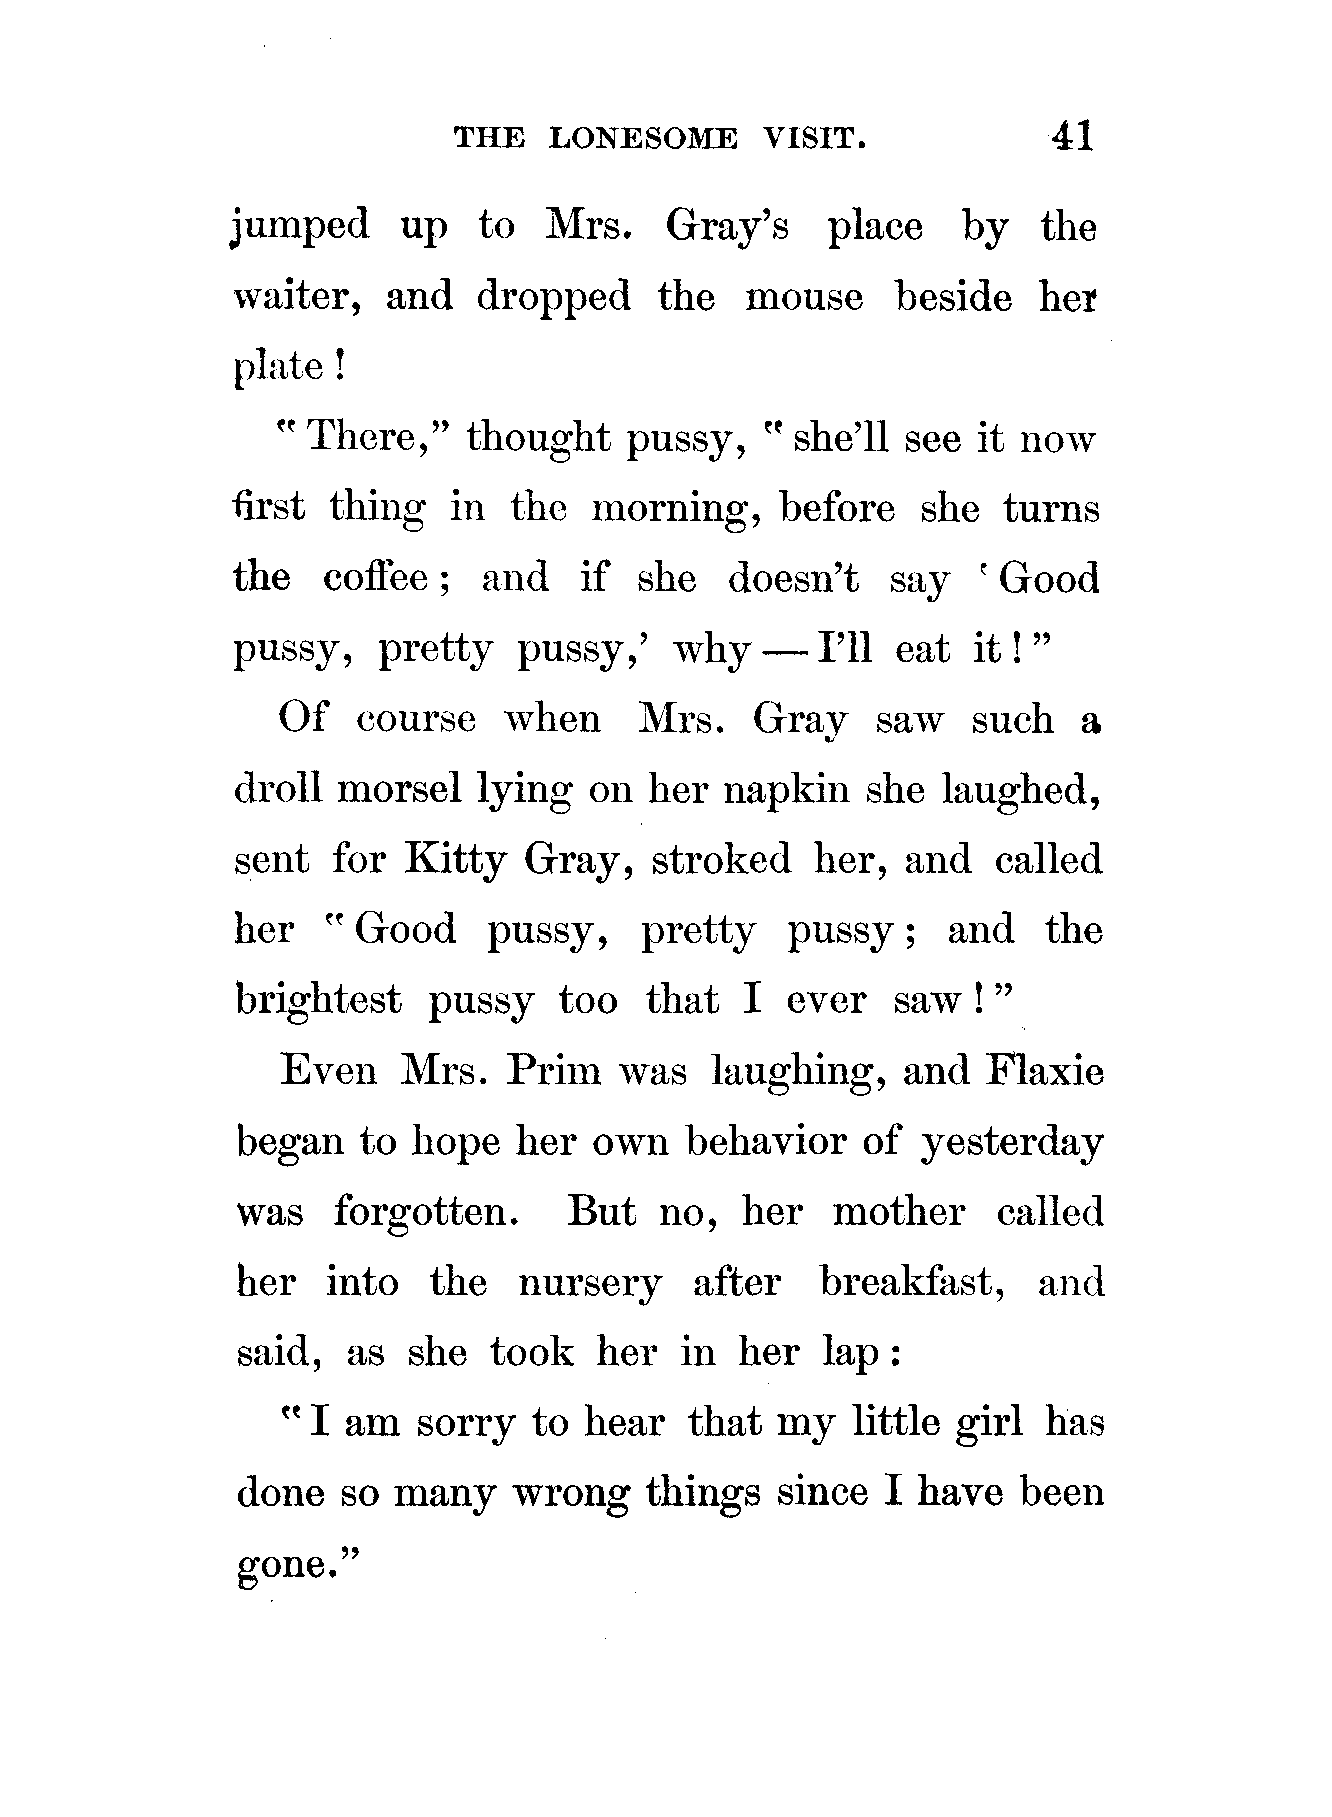 THE LONESOME VISIT. 41
jumped up to Mrs. Gray's place by the
waiter, and dropped the mouse beside her
plate!
"There," thought pussy, "she'll see it now
first thing in the morning, before she turns
the coffee; and if she doesn't say 'Good
pussy, pretty pussy,' why — I'll eat it!"
Of course when Mrs. Gray saw such a
droll morsel lying on her napkin she laughed,
sent for Kitty Gray, stroked her, and called
her "Good pussy, pretty pussy; and the
brightest pussy too that I ever saw!"
Even Mrs. Prim was laughing, and Flaxie
began to hope her own behavior of yesterday
was forgotten. But no, her mother called
her into the nursery after breakfast, and
said, as she took her in her lap:
"I am sorry to hear that my little girl has
done so many wrong things since I have been
gone."